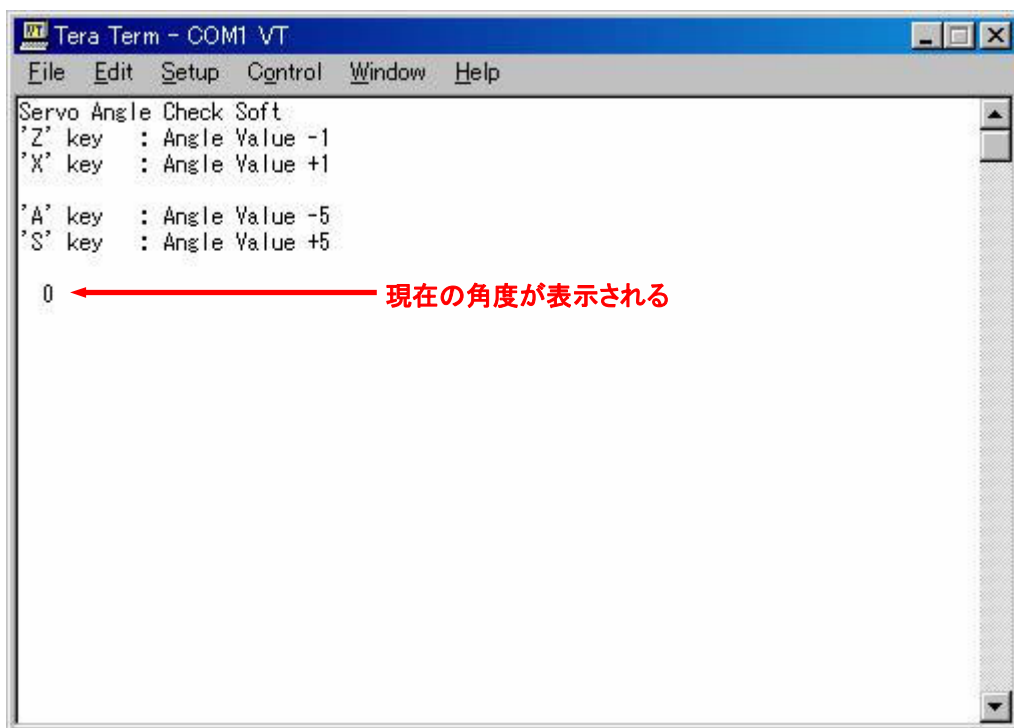 Tera Term - COM1 VT
File Edit Setup Control Window Help
Servo Angle Check Soft
'Z' key : Angle Value -1
'X' key : Angle Value +1
'A' key : Angle Value -5
'S' key : Angle Value +5
0 現在の角度が表示される